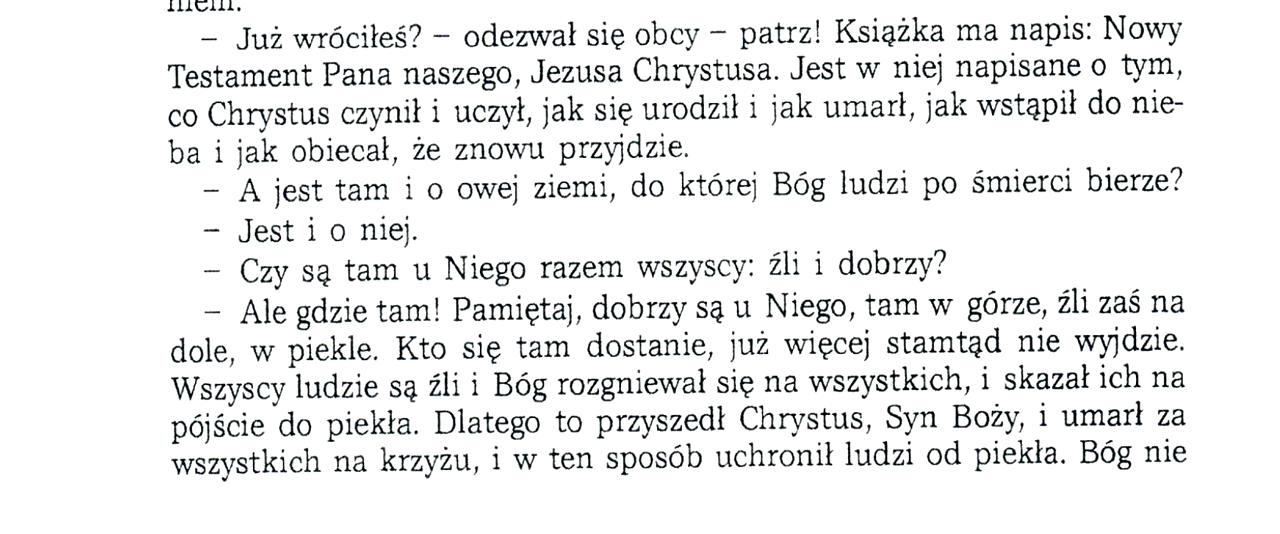 – Już wróciłeś? – odezwał się obcy – patrz! Książka ma napis: Nowy
Testament Pana naszego, Jezusa Chrystusa. Jest w niej napisane o tym,
co Chrystus czynił i uczył, jak się urodził i jak umarł, jak wstąpił do nie-
ba i jak obiecał, że znowu przyjdzie.
– A jest tam i o owej ziemi, do której Bóg ludzi po śmierci bierze?
– Jest i o niej.
– Czy są tam u Niego razem wszyscy: źli i dobrzy?
– Ale gdzie tam! Pamiętaj, dobrzy są u Niego, tam w górze, źli zaś na
dole, w piekle. Kto się tam dostanie, już więcej stamtąd nie wyjdzie.
Wszyscy ludzie są źli i Bóg rozgniewał się na wszystkich, i skazał ich na
pójście do piekła. Dlatego to przyszedł Chrystus, Syn Boży, i umarł za
wszystkich na krzyżu, i w ten sposób uchronił ludzi od piekła. Bóg nie